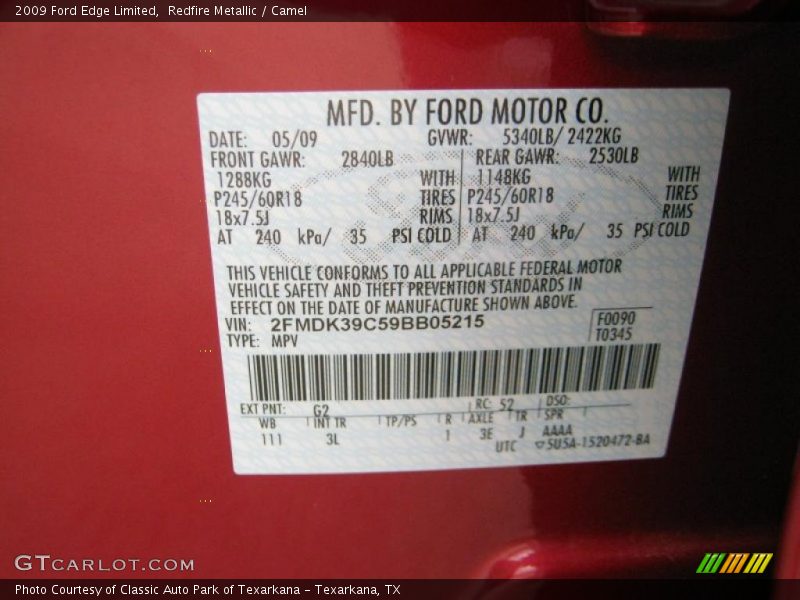 2009 Ford Edge Limited,  Redfire Metallic / Camel
MFD. BY FORD MOTOR CO.
DATE: 05/09 GVWR: 5340LB/ 2422KG
FRONT GAWR: 2840LB REAR GAWR: 2530LB
1288KG WITH 1148KG WITH
P245/60R18 TIRES P245/60R18 TIRES
18x7.5J RIMS 18x7.5J RIMS
AT 240 kPa/ 35 PSI COLD AT 240 kPa/ 35 PSI COLD
THIS VEHICLE CONFORMS TO ALL APPLICABLE FEDERAL MOTOR
VEHICLE SAFETY AND THEFT PREVENTION STANDARDS IN
EFFECT ON THE DATE OF MANUFACTURE SHOWN ABOVE.
VIN: 2FMDK39C59BB05215 F0090
TYPE: MPV T0345
EXT PNT: G2 RC: 52 DSO:
WB INT TR TP/PS R AXLE TR SPR
111 3L 1 3E J AAAA
UTC ▽5U5A-1520472-BA
GTCARLOT.COM
Photo Courtesy of Classic Auto Park of Texarkana - Texarkana, TX